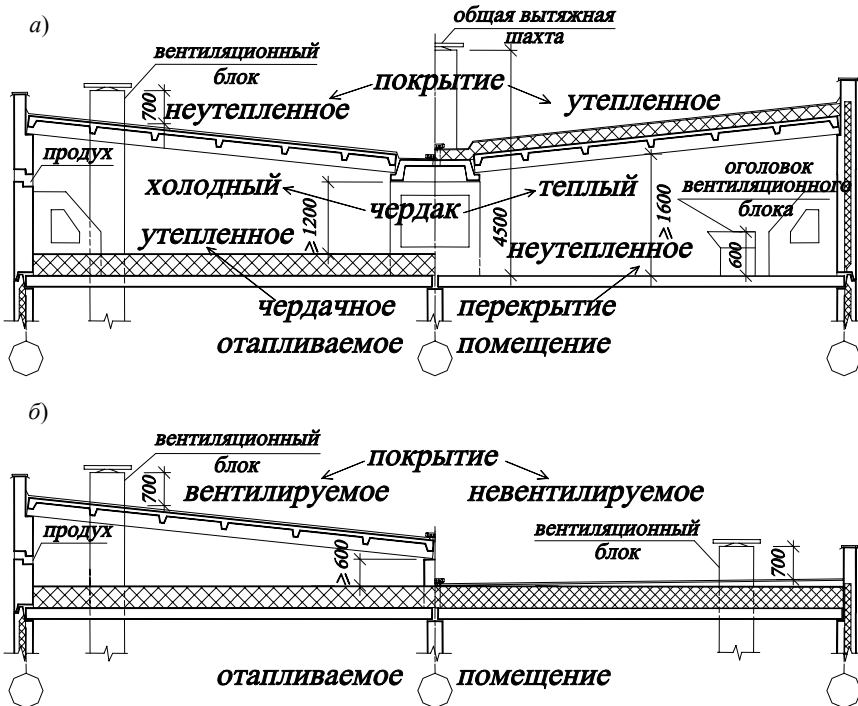 а)
общая вытяжная
шахта
вентиляционный
блок
700
покрытие
неутепленное
утепленное
продух
холодный
чердак
теплый
оголовок
вентиляционного
блока
⩾ 1200
4500
⩾ 1600
600
утепленное
неутепленное
чердачное
перекрытие
отапливаемое
помещение
б)
вентиляционный
блок
700
покрытие
вентилируемое
невентилируемое
продух
вентиляционный
блок
⩾ 600
700
отапливаемое
помещение